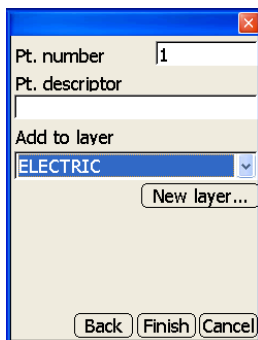 Pt. number 1
Pt. descriptor
Add to layer
ELECTRIC
New layer...
Back Finish Cancel